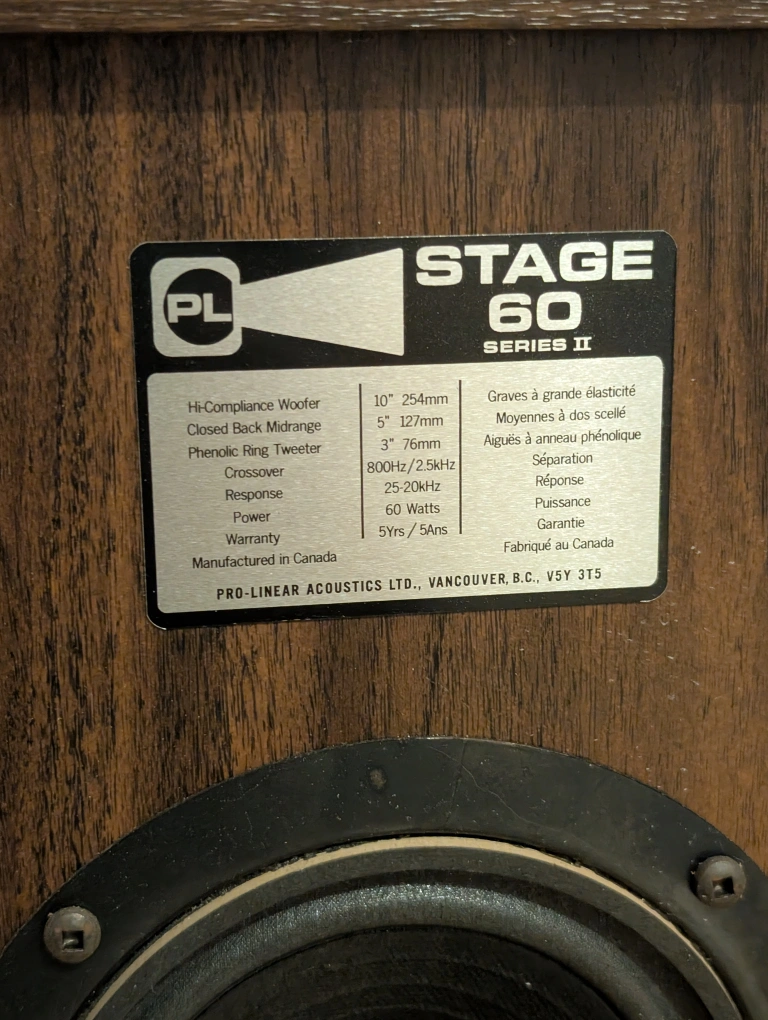 PL
STAGE
60
SERIES II
Hi-Compliance Woofer 10" 254mm Graves à grande élasticité
Closed Back Midrange 5" 127mm Moyennes à dos scellé
Phenolic Ring Tweeter 3" 76mm Aiguës à anneau phénolique
Crossover 800Hz/2.5kHz Séparation
Response 25-20kHz Réponse
Power 60 Watts Puissance
Warranty 5Yrs / 5Ans Garantie
Manufactured in Canada Fabriqué au Canada
PRO-LINEAR ACOUSTICS LTD., VANCOUVER, B.C., V5Y 3T5